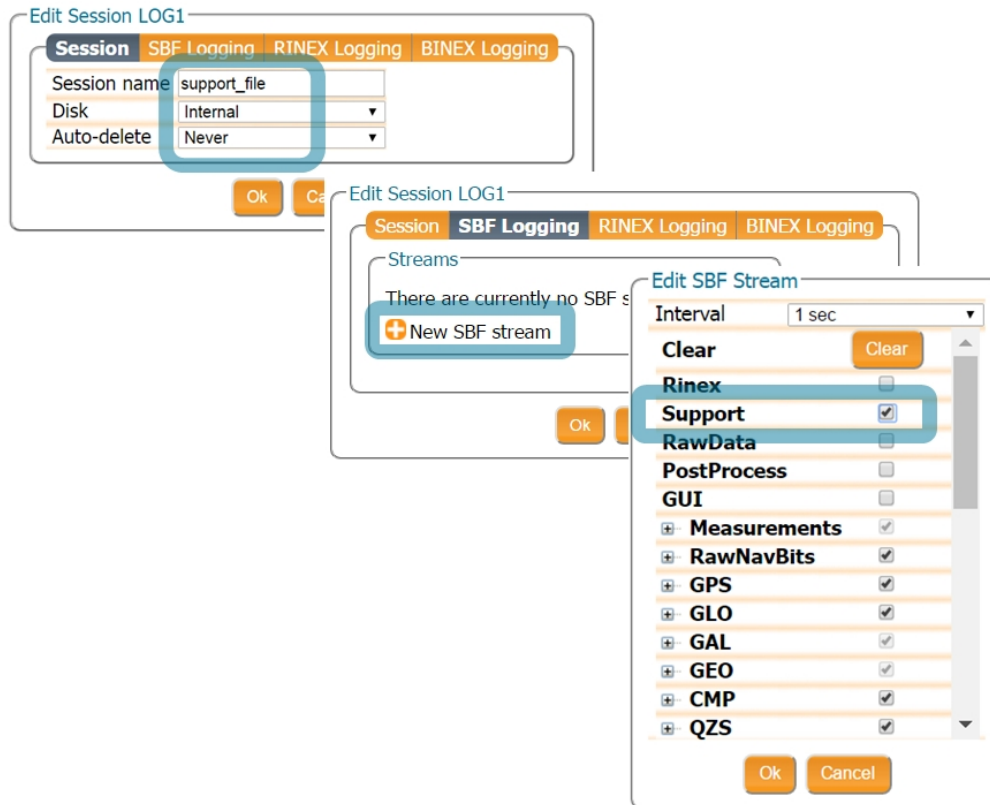 Edit Session LOG1
Session SBF Logging RINEX Logging BINEX Logging
Session name support_file
Disk Internal
Auto-delete Never
Ok
Edit Session LOG1
Session SBF Logging RINEX Logging BINEX Logging
Streams
There are currently no SBF
New SBF stream
Ok
Edit SBF Stream
Interval 1 sec
Clear Clear
Rinex
Support
RawData
PostProcess
GUI
Measurements
RawNavBits
GPS
GLO
GAL
GEO
CMP
QZS
Ok Cancel